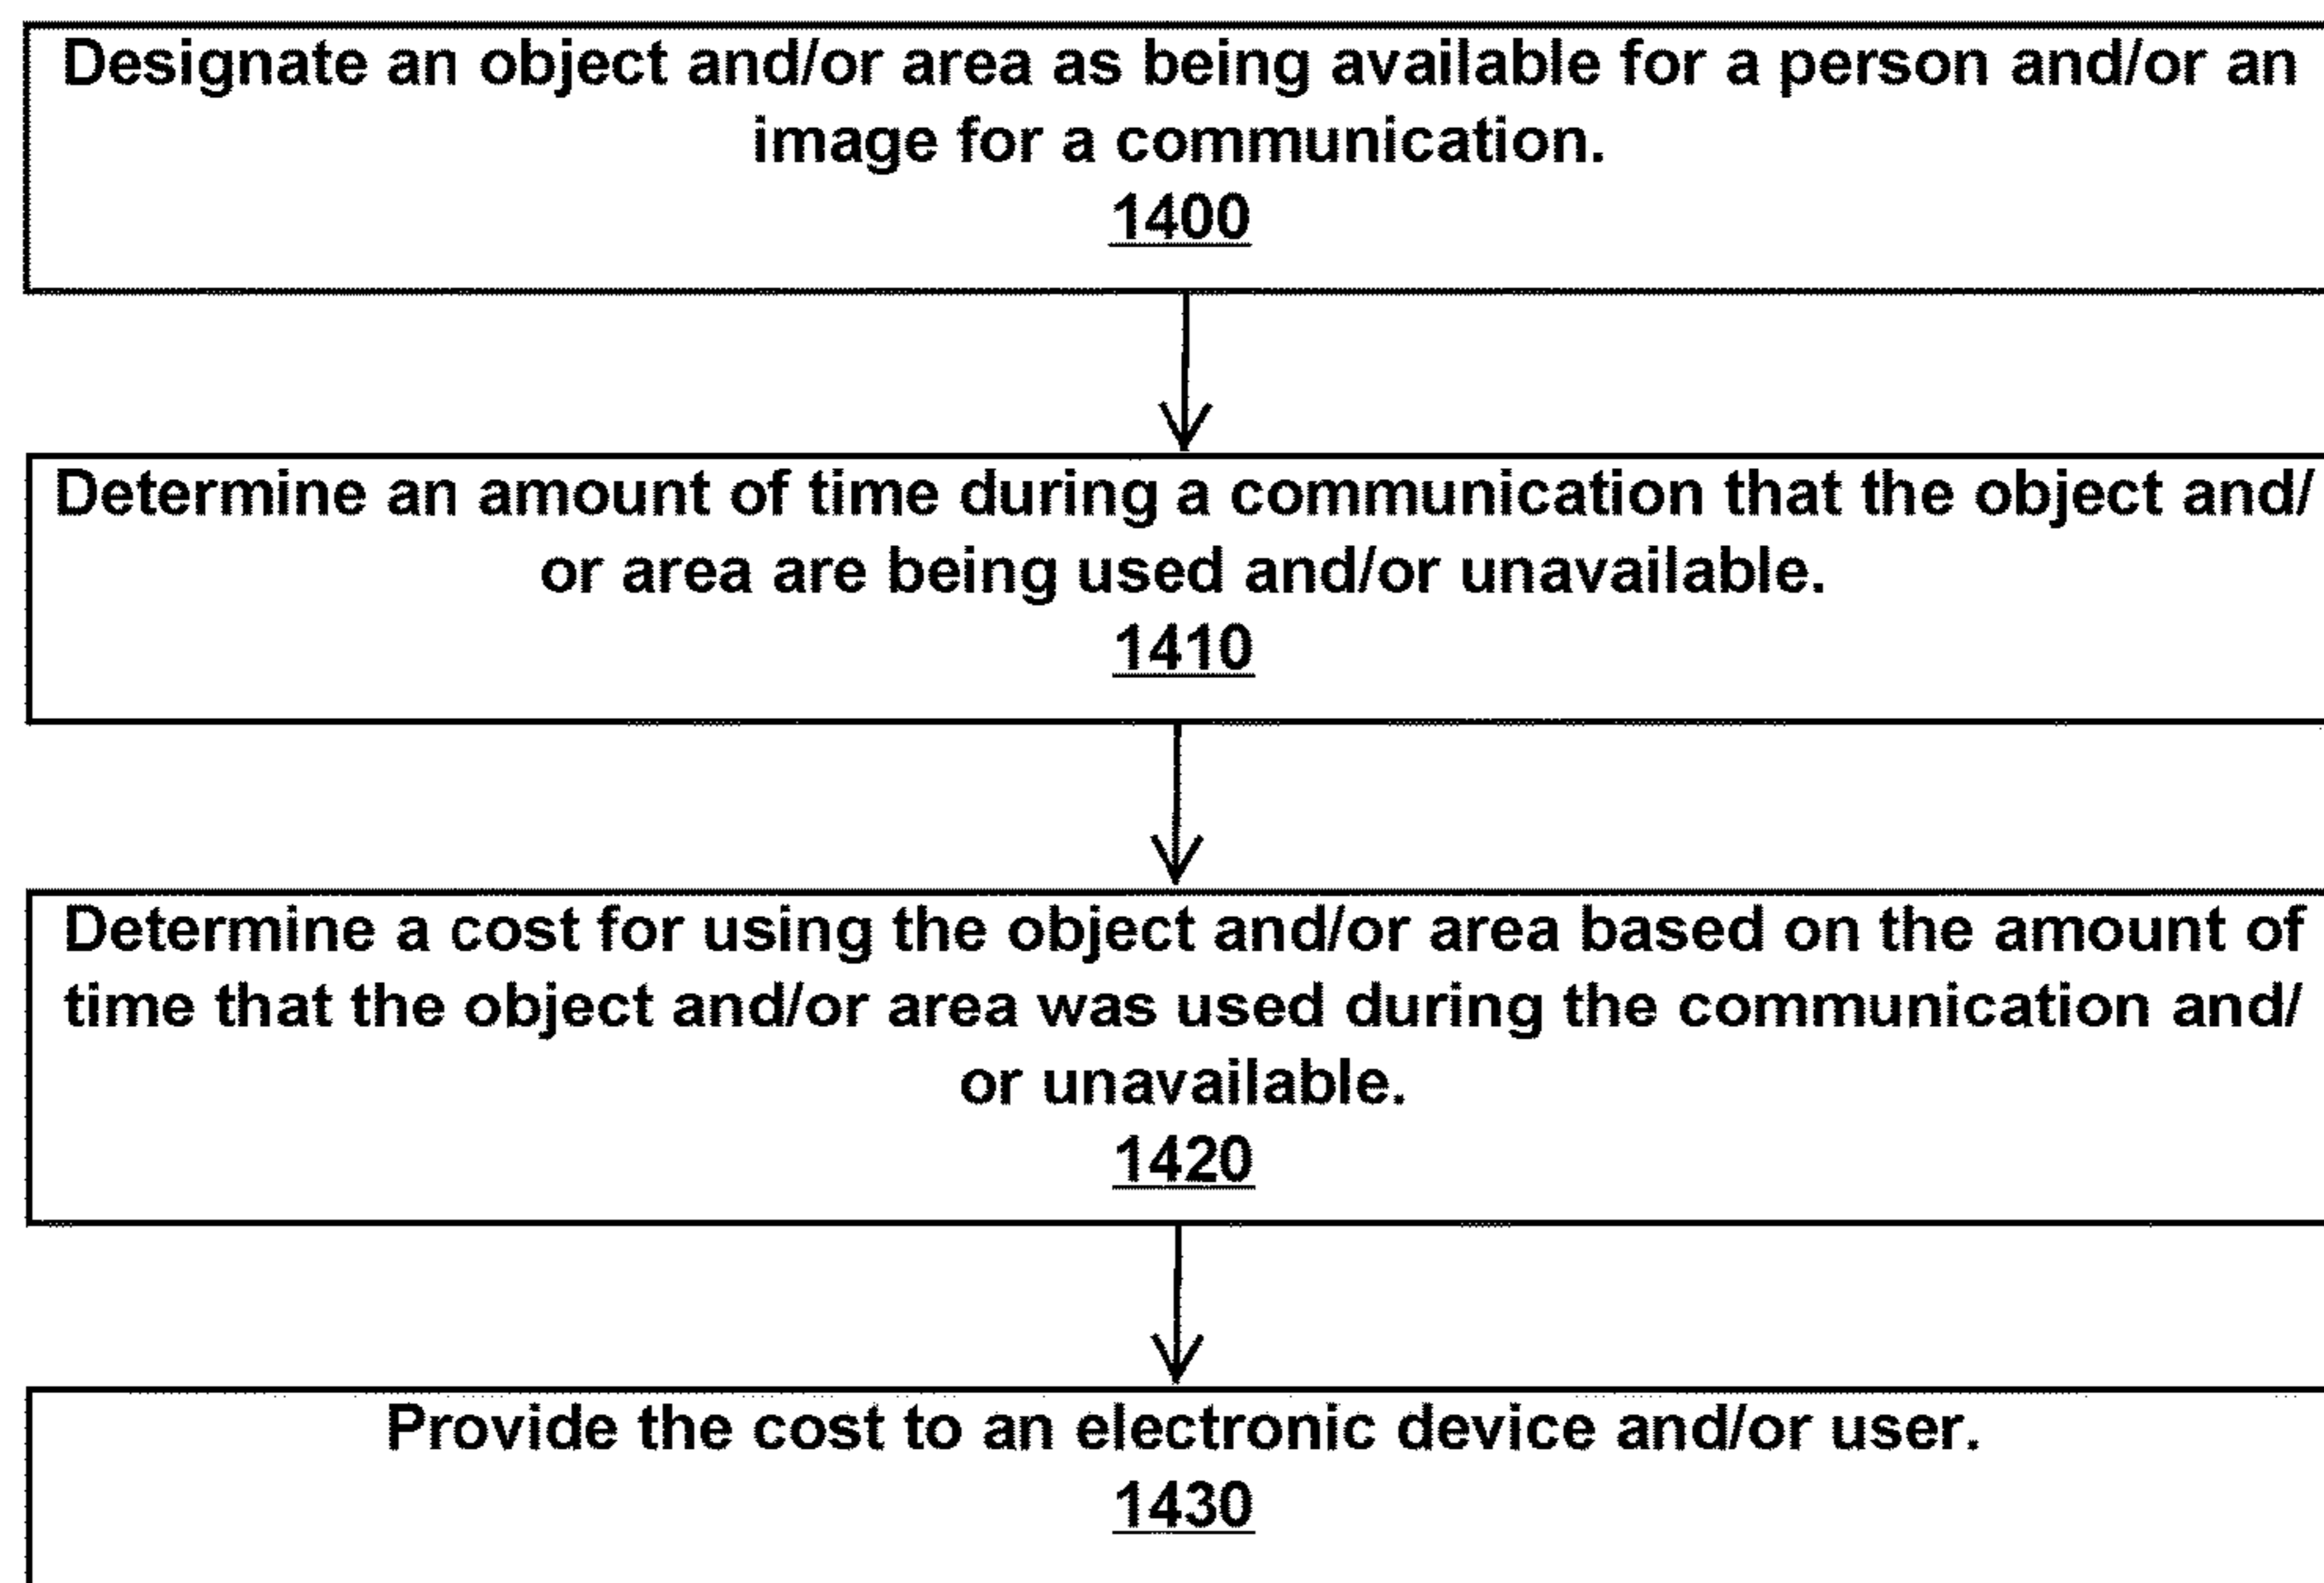 Designate an object and/or area as being available for a person and/or an
image for a communication.
1400
Determine an amount of time during a communication that the object and/
or area are being used and/or unavailable.
1410
Determine a cost for using the object and/or area based on the amount of
time that the object and/or area was used during the communication and/
or unavailable.
1420
Provide the cost to an electronic device and/or user.
1430